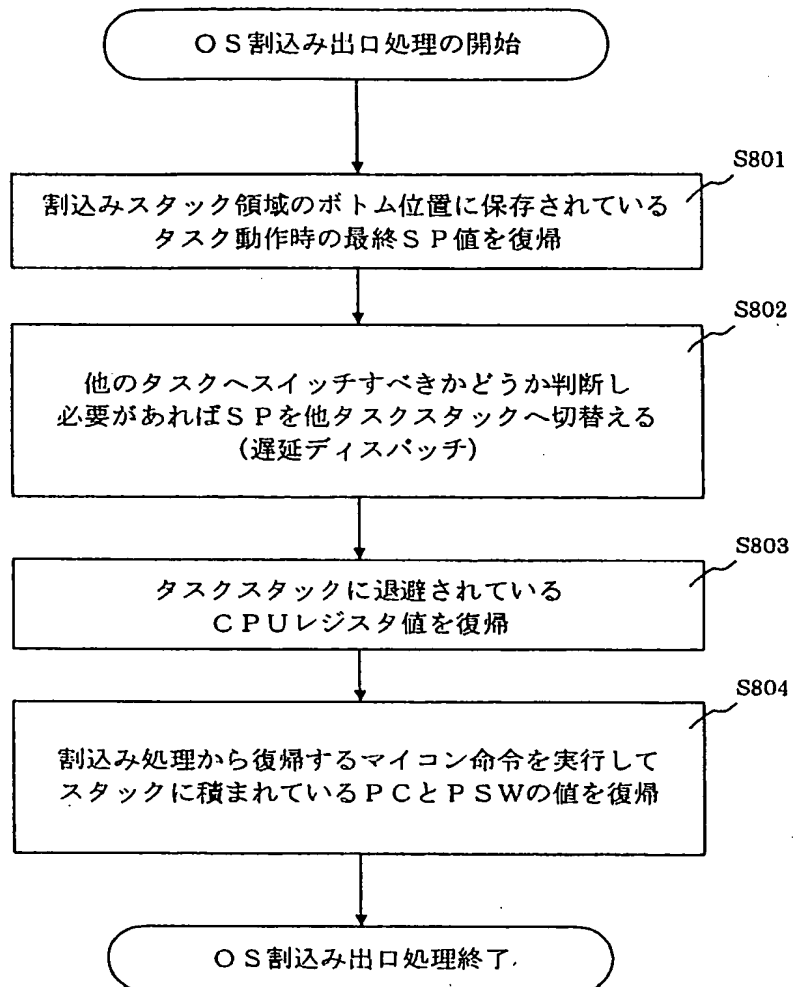 ＯＳ割込み出口処理の開始
S801
割込みスタック領域のボトム位置に保存されている
タスク動作時の最終ＳＰ値を復帰
S802
他のタスクへスイッチすべきかどうか判断し
必要があればＳＰを他タスクスタックへ切替える
(遅延ディスパッチ)
S803
タスクスタックに退避されている
ＣＰＵレジスタ値を復帰
S804
割込み処理から復帰するマイコン命令を実行して
スタックに積まれているＰＣとＰＳＷの値を復帰
ＯＳ割込み出口処理終了